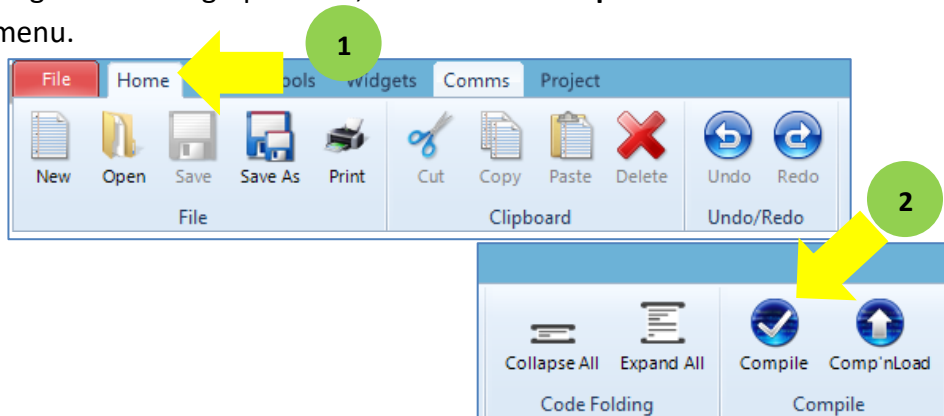 menu.
1
File Home ools Widgets Comms Project
New Open Save Save As Print Cut Copy Paste Delete Undo Redo
File Clipboard Undo/Redo
2
Collapse All Expand All Compile Comp'nLoad
Code Folding Compile